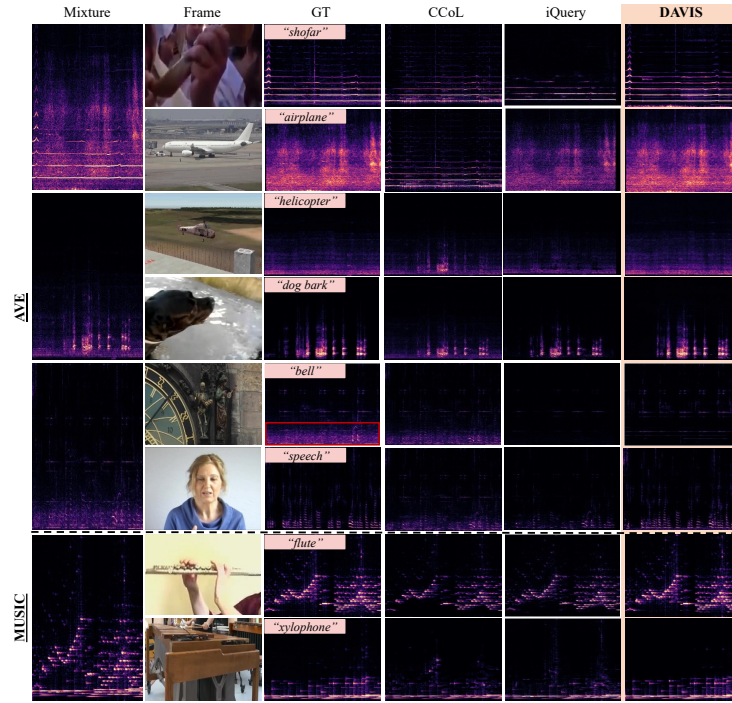 Mixture Frame GT CCoL iQuery DAVIS
“shofar”
“airplane”
“helicopter”
AVE
“dog bark”
“bell”
“speech”
“flute”
MUSIC
“xylophone”